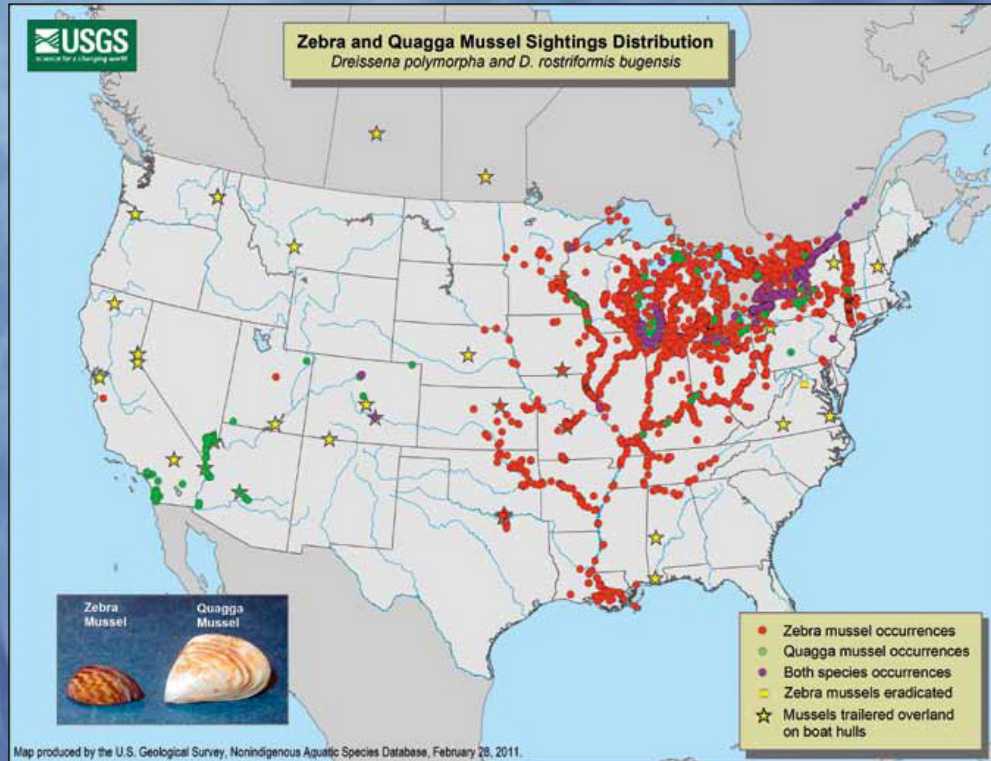 USGS
science for a changing world
Zebra and Quagga Mussel Sightings Distribution
Dreissena polymorpha and D. rostriformis bugensis
Zebra
Mussel
Quagga
Mussel
Zebra mussel occurrences
Quagga mussel occurrences
Both species occurrences
Zebra mussels eradicated
Mussels trailered overland
on boat hulls
Map produced by the U.S. Geological Survey, Nonindigenous Aquatic Species Database, February 28, 2011.